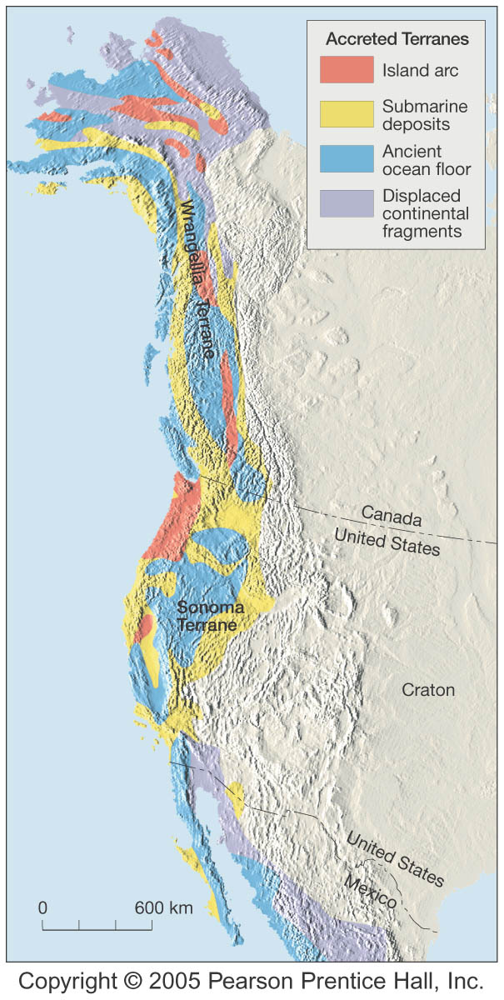 Accreted Terranes
Island arc
Submarine
deposits
Ancient
ocean floor
Displaced
continental
fragments
Wrangellia Terrane
Canada
United States
Sonoma
Terrane
Craton
United States
Mexico
0 600 km
Copyright © 2005 Pearson Prentice Hall, Inc.